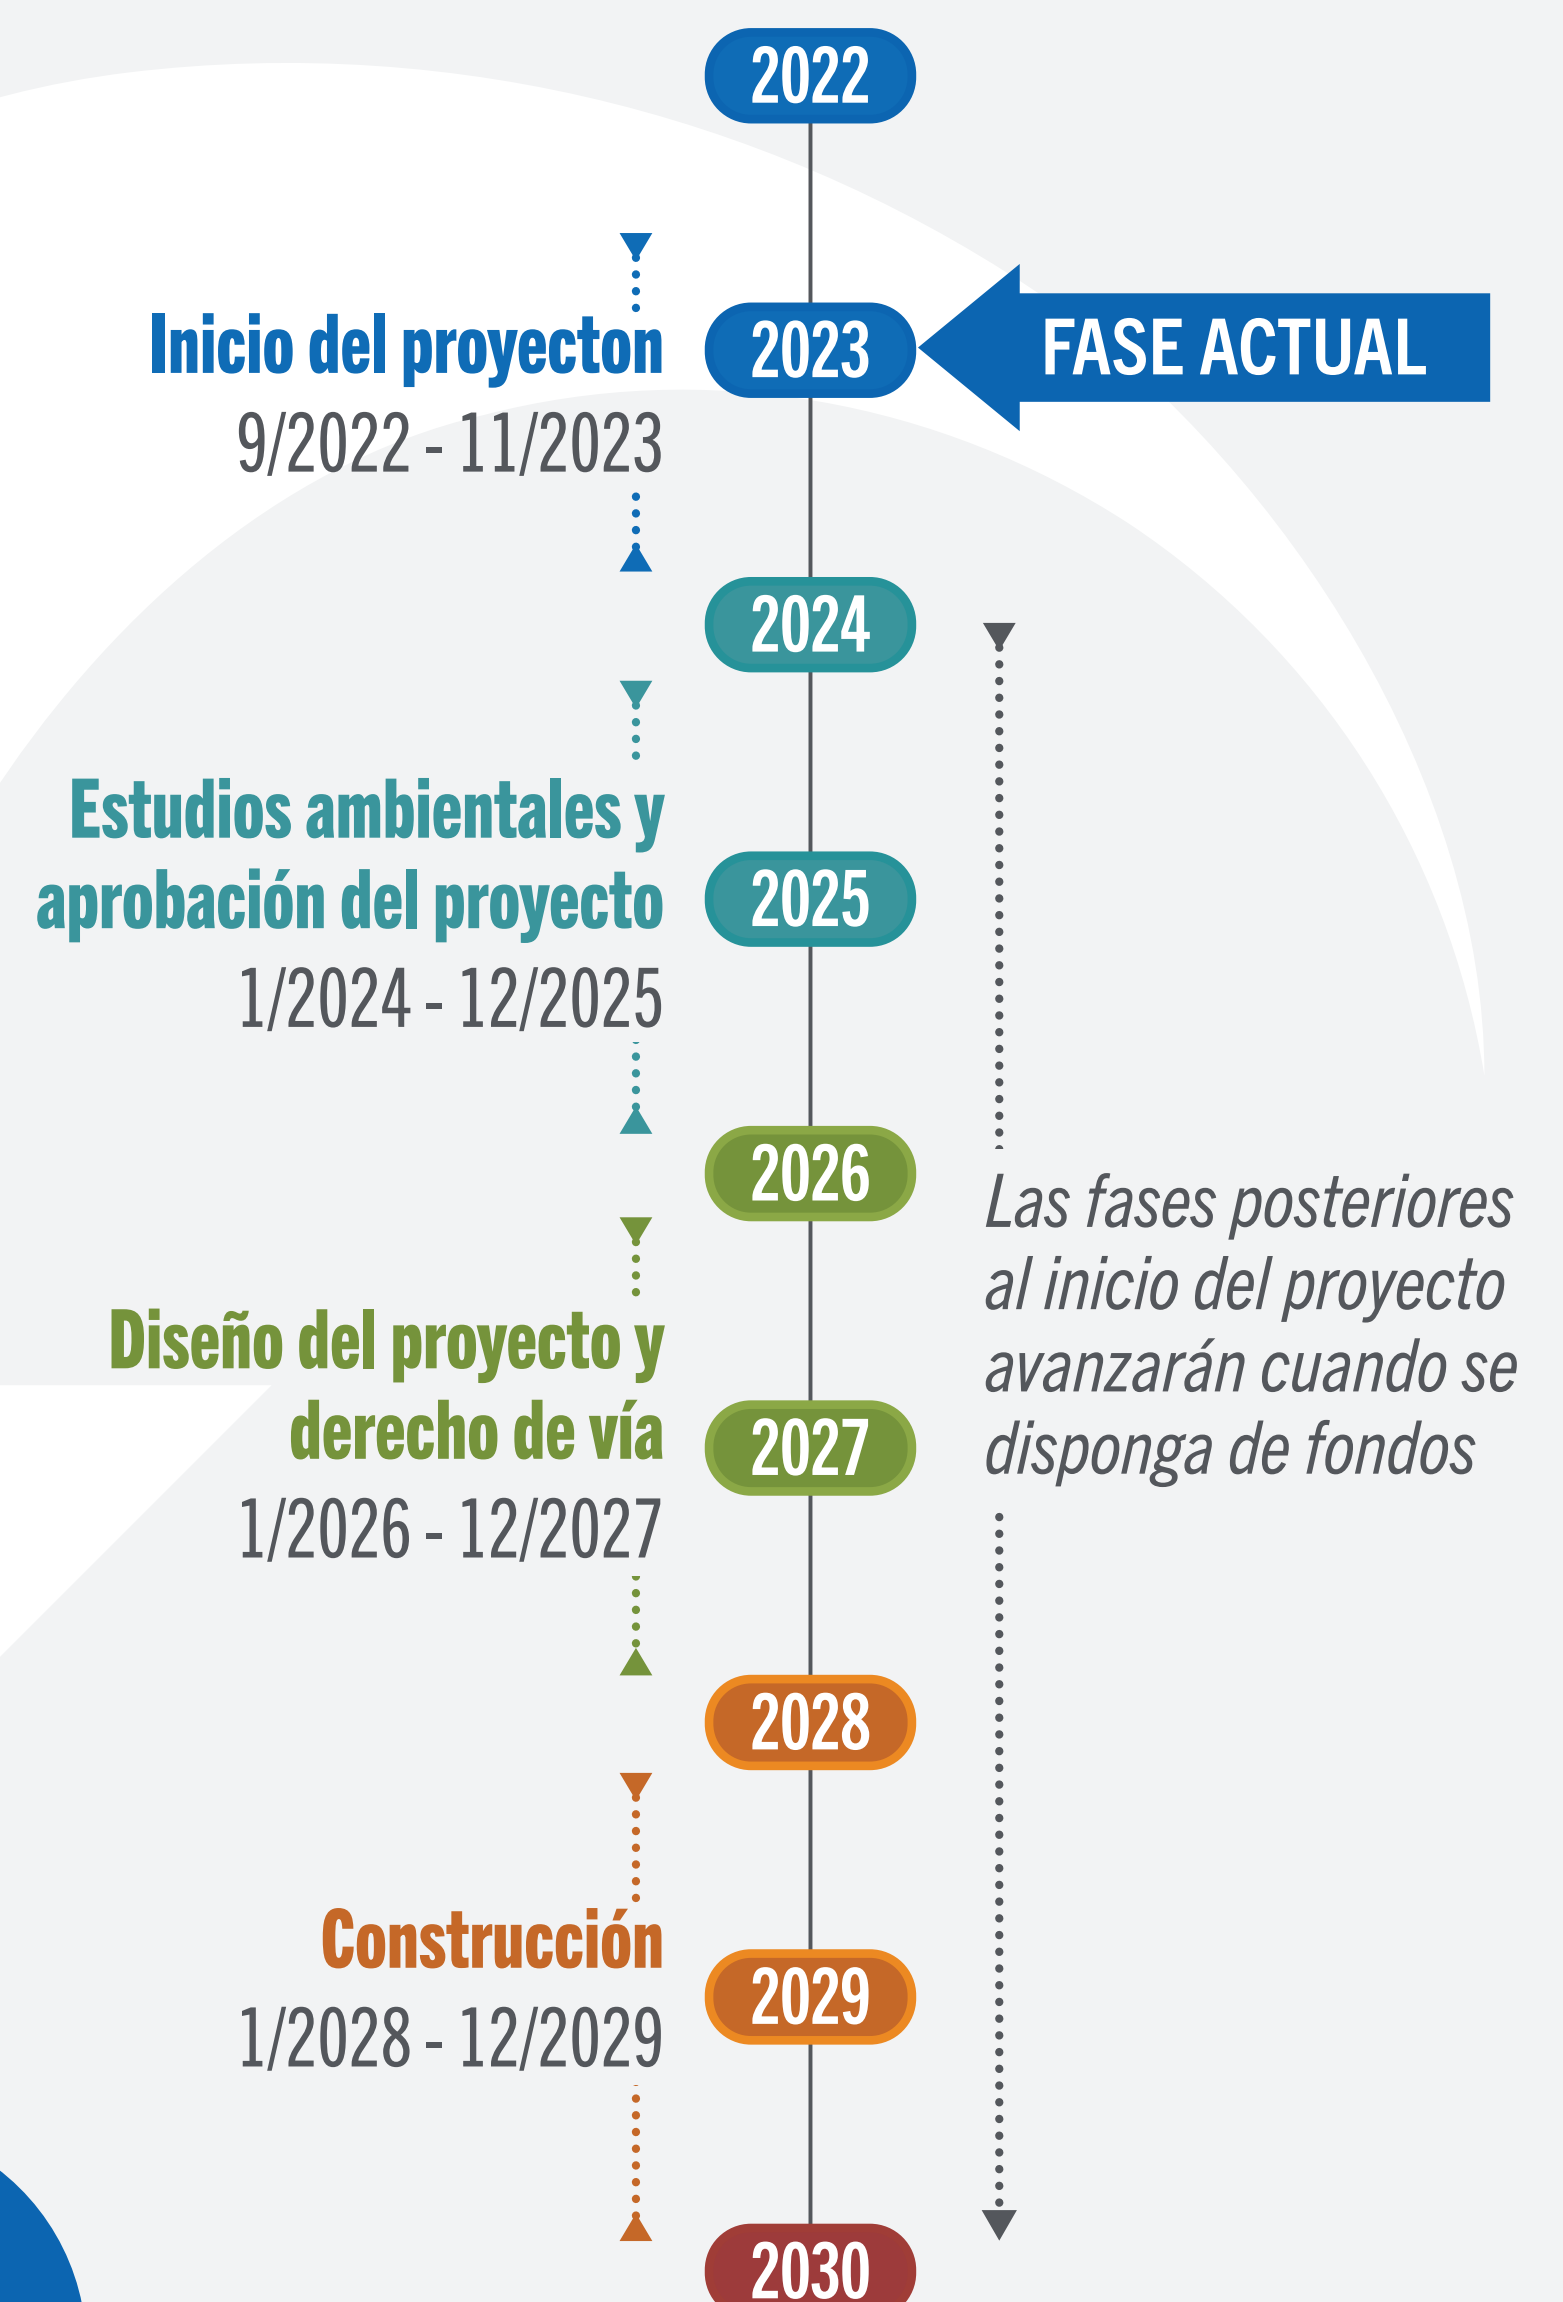 2022
Inicio del proyecton
9/2022 - 11/2023
2023
FASE ACTUAL
2024
Estudios ambientales y
aprobación del proyecto
1/2024 - 12/2025
2025
2026
Las fases posteriores
al inicio del proyecto
avanzarán cuando se
disponga de fondos
Diseño del proyecto y
derecho de vía
1/2026 - 12/2027
2027
2028
Construcción
1/2028 - 12/2029
2029
2030